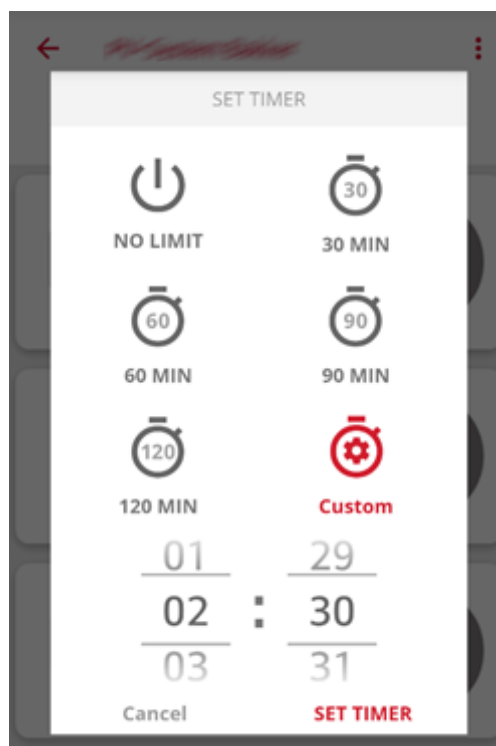 SET TIMER
NO LIMIT
30
30 MIN
60
60 MIN
90
90 MIN
120
120 MIN
Custom
01 29
02 : 30
03 31
Cancel SET TIMER